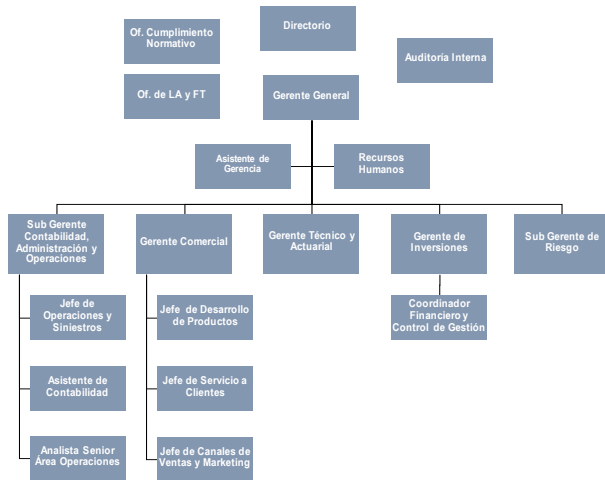 Of. Cumplimiento
Normativo
Directorio
Auditoría Interna
Of. de LA y FT
Gerente General
Asistente de
Gerencia
Recursos
Humanos
Sub Gerente
Contabilidad,
Administración y
Operaciones
Gerente Comercial
Gerente Técnico y
Actuarial
Gerente de
Inversiones
Sub Gerente de
Riesgo
Jefe de
Operaciones y
Siniestros
Jefe de Desarrollo
de Productos
Coordinador
Financiero y
Control de Gestión
Asistente de
Contabilidad
Jefe de Servicio a
Clientes
Analista Senior
Área Operaciones
Jefe de Canales de
Ventas y Marketing